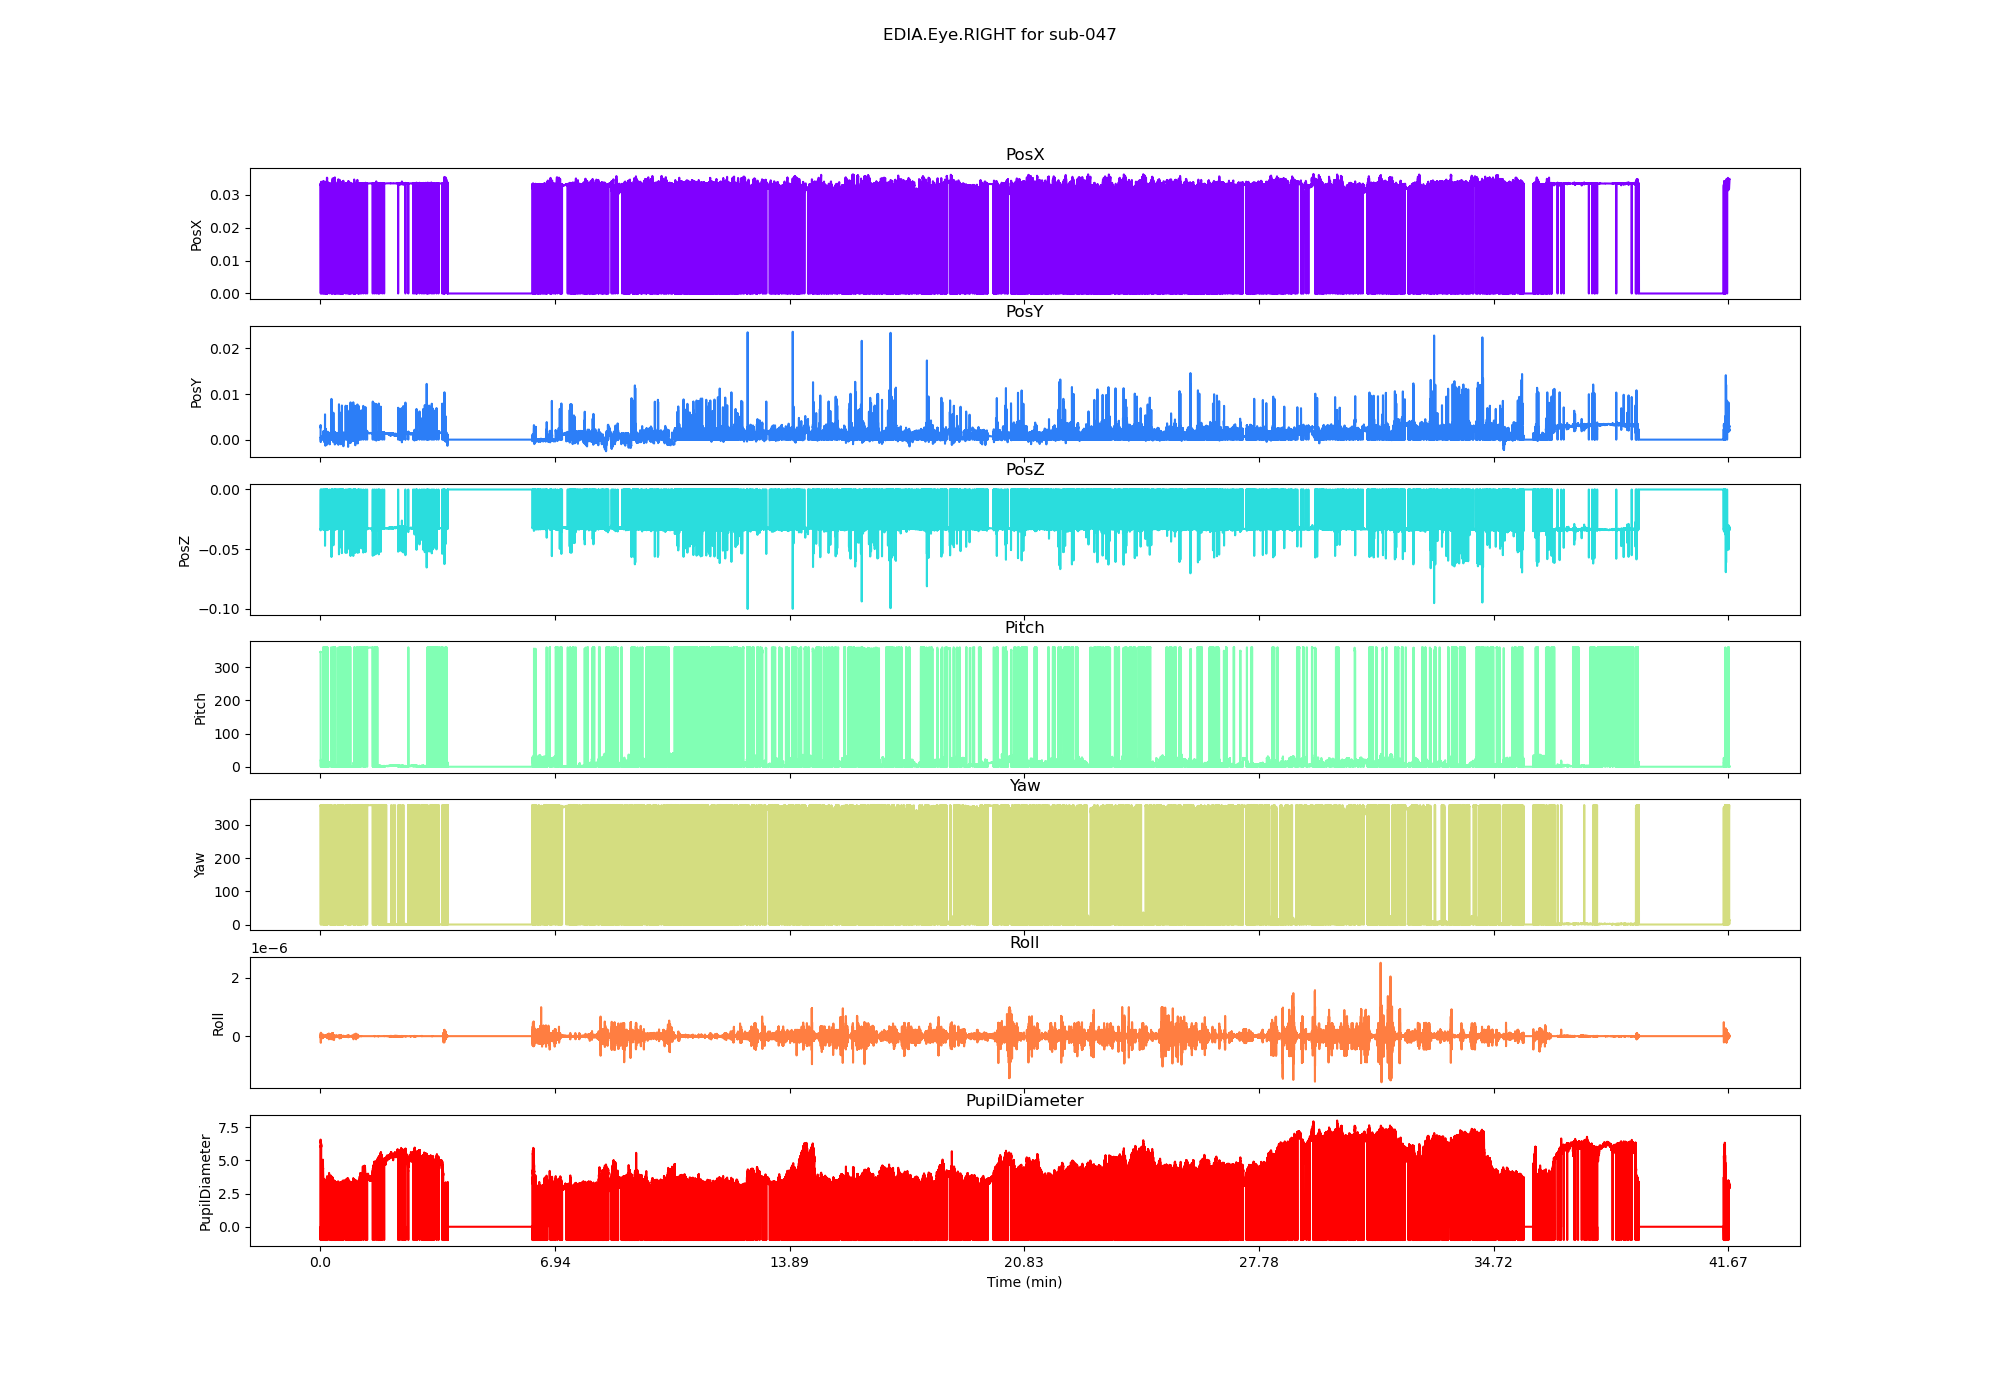 EDIA.Eye.RIGHT for sub-047
PosX
0.03
0.02
0.01
0.00
PosX
PosY
0.02
0.01
0.00
PosY
PosZ
0.00
−0.05
−0.10
PosZ
Pitch
300
200
100
0
Pitch
Yaw
300
200
100
0
Yaw
1e−6
Roll
2
0
Roll
PupilDiameter
7.5
5.0
2.5
0.0
PupilDiameter
0.0 6.94 13.89 20.83 27.78 34.72 41.67
Time (min)